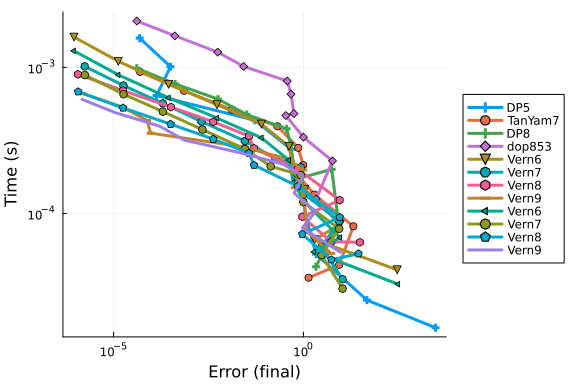 10⁻³
10⁻⁴
Time (s)
10⁻⁵
10⁰
Error (final)
DP5
TanYam7
DP8
dop853
Vern6
Vern7
Vern8
Vern9
Vern6
Vern7
Vern8
Vern9